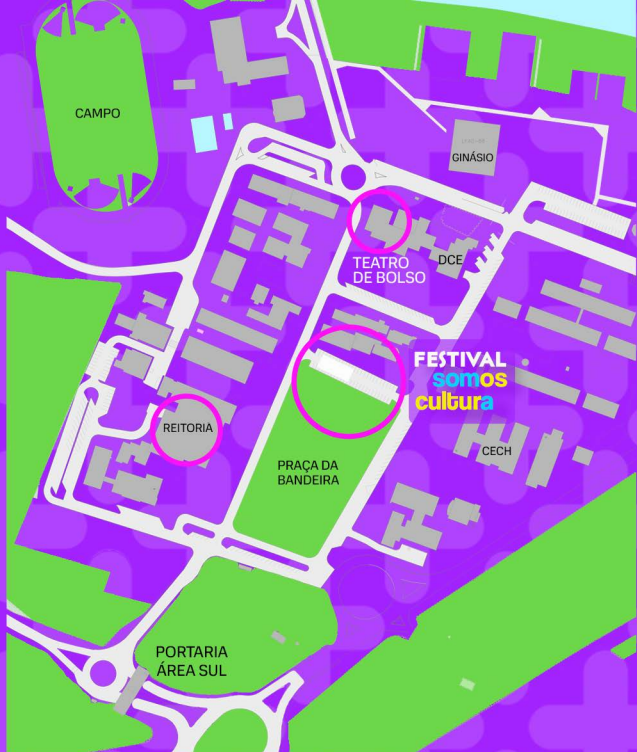 CAMPO
GINÁSIO
TEATRO
DE BOLSO
DCE
FESTIVAL
somos
cultura
REITORIA
CECH
PRAÇA DA
BANDEIRA
PORTARIA
ÁREA SUL